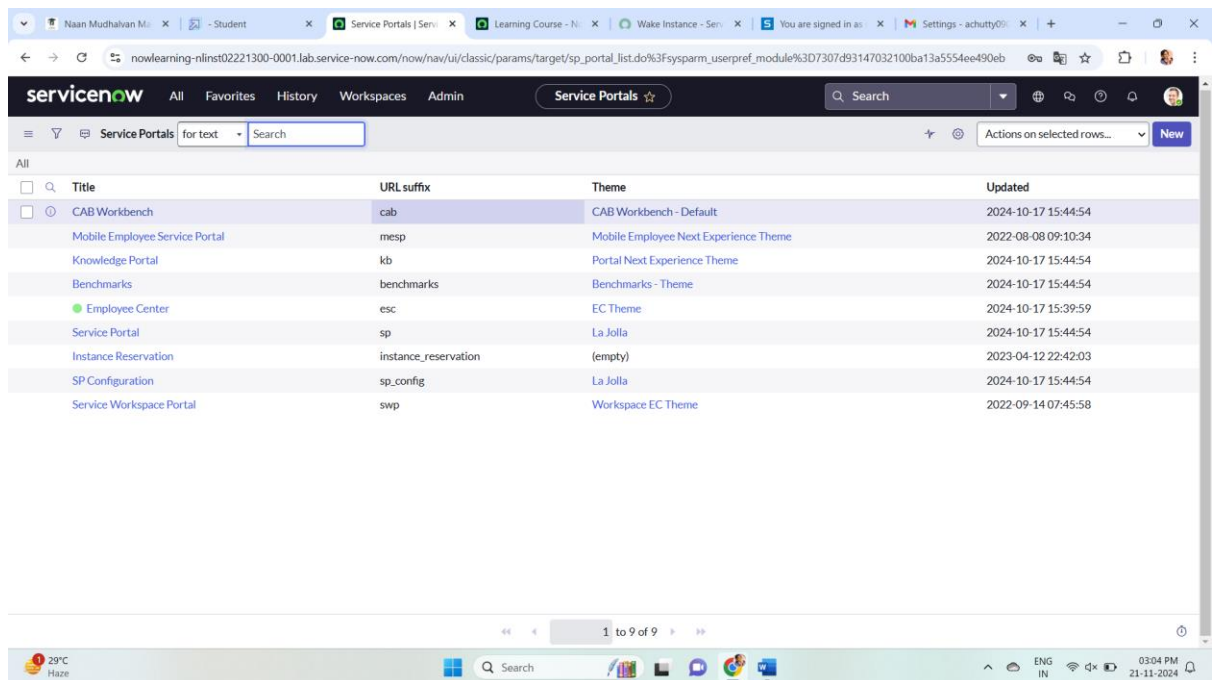 Naan Mudhalvan Ma
- Student
Service Portals | Serv
Learning Course - No
Wake Instance - Serv
You are signed in as
Settings - achutty09
nowlearning-nlinst02221300-0001.lab.service-now.com/now/nav/ui/classic/params/target/sp_portal_list.do%3Fsysparm_userpref_module%3D7307d93147032100ba13a5554ee490eb
servicenow All Favorites History Workspaces Admin Service Portals Search
Service Portals for text Search Actions on selected rows... New
All
Title URL suffix Theme Updated
CAB Workbench cab CAB Workbench - Default 2024-10-17 15:44:54
Mobile Employee Service Portal mesp Mobile Employee Next Experience Theme 2022-08-08 09:10:34
Knowledge Portal kb Portal Next Experience Theme 2024-10-17 15:44:54
Benchmarks benchmarks Benchmarks - Theme 2024-10-17 15:44:54
Employee Center esc EC Theme 2024-10-17 15:39:59
Service Portal sp La Jolla 2024-10-17 15:44:54
Instance Reservation instance_reservation (empty) 2023-04-12 22:42:03
SP Configuration sp_config La Jolla 2024-10-17 15:44:54
Service Workspace Portal swp Workspace EC Theme 2022-09-14 07:45:58
1 to 9 of 9
1 29°C
Haze
Search
ENG
IN
03:04 PM
21-11-2024